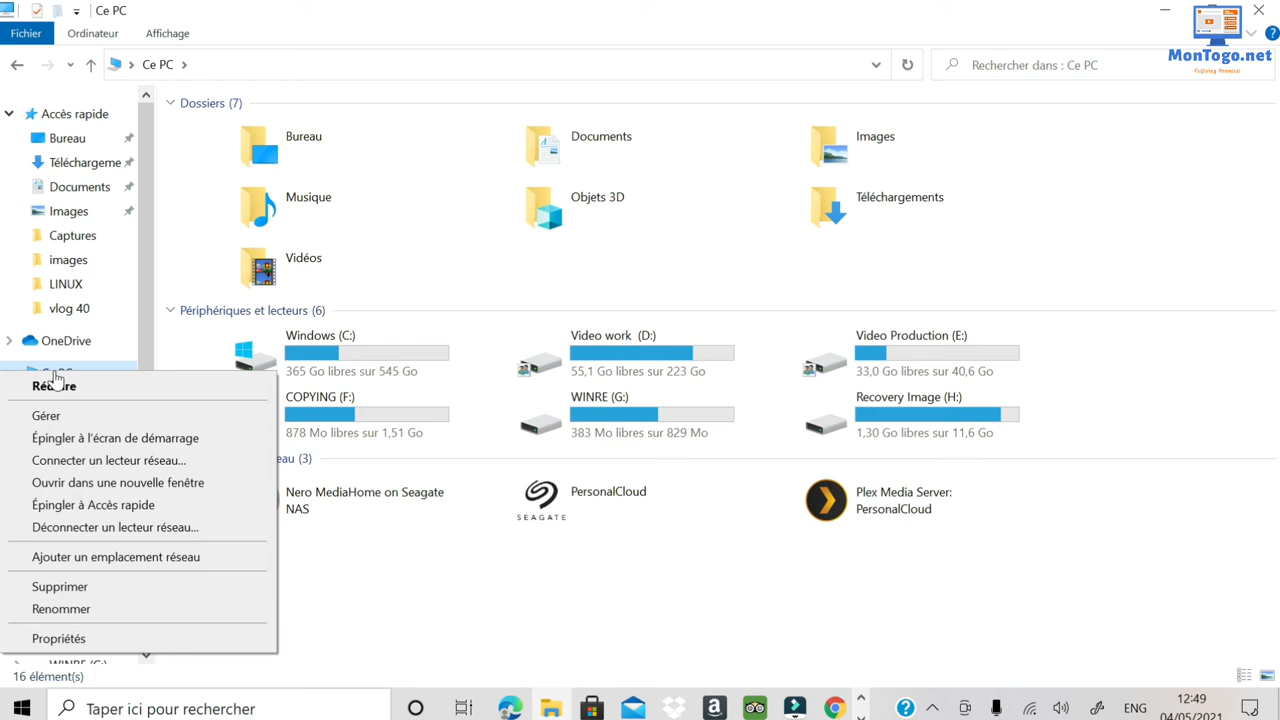 Ce PC
Fichier
Ordinateur
Affichage
MonTogo.net
Ce PC
Rechercher dans : Ce PC
Accès rapide
Bureau
Téléchargeme
Documents
Images
Captures
images
LINUX
vlog 40
OneDrive
Réduire
Gérer
Épingler à l'écran de démarrage
Connecter un lecteur réseau...
Ouvrir dans une nouvelle fenêtre
Épingler à Accès rapide
Déconnecter un lecteur réseau...
Ajouter un emplacement réseau
Supprimer
Renommer
Propriétés
WINRE (G:)
Dossiers (7)
Bureau
Documents
Images
Musique
Objets 3D
Téléchargements
Vidéos
Périphériques et lecteurs (6)
Windows (C:)
365 Go libres sur 545 Go
Video work (D:)
55,1 Go libres sur 223 Go
Video Production (E:)
33,0 Go libres sur 40,6 Go
COPYING (F:)
878 Mo libres sur 1,51 Go
WINRE (G:)
383 Mo libres sur 829 Mo
Recovery Image (H:)
1,30 Go libres sur 11,6 Go
eau (3)
Nero MediaHome on Seagate
NAS
SEAGATE
PersonalCloud
Plex Media Server:
PersonalCloud
16 élément(s)
Taper ici pour rechercher
ENG
12:49
04/05/2021